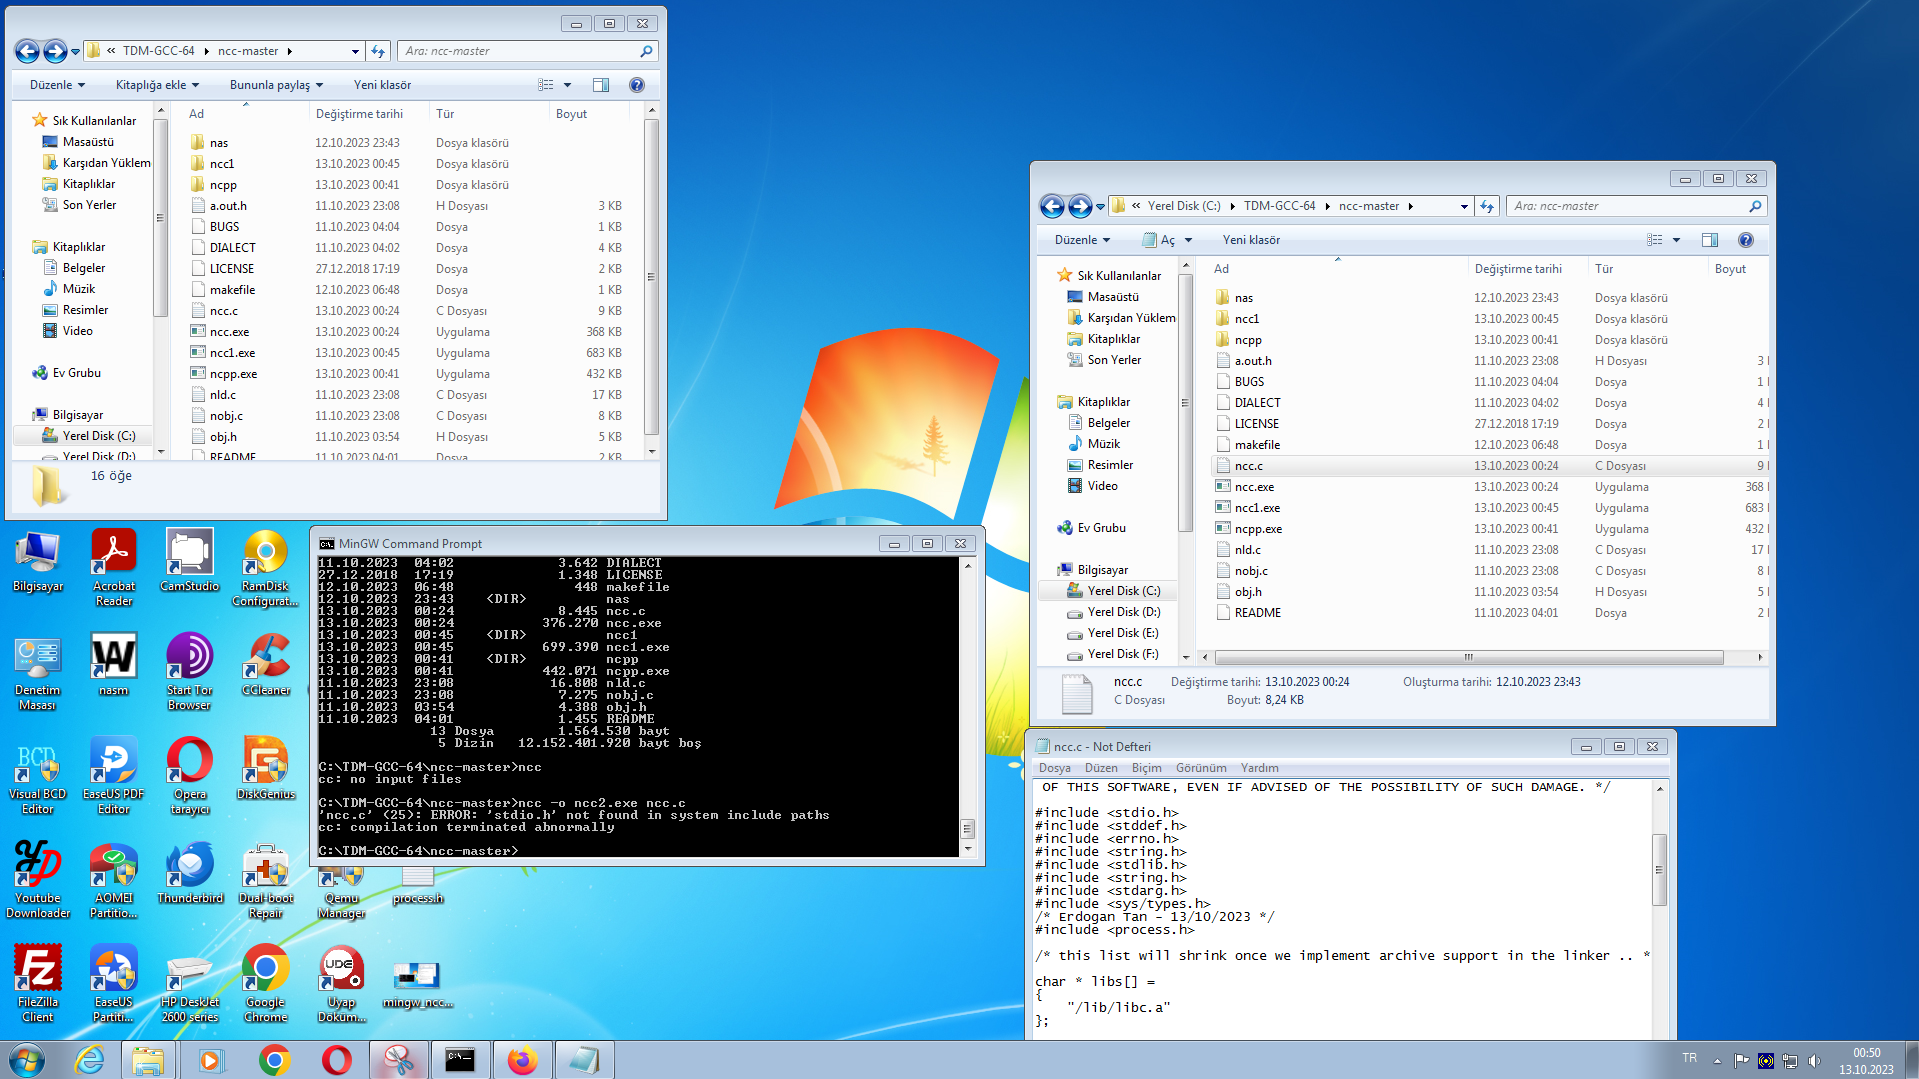 « TDM-GCC-64 ▸ ncc-master ▸
Ara: ncc-master
Düzenle Kitaplığa ekle Bununla paylaş Yeni klasör
Sık Kullanılanlar
Masaüstü
Karşıdan Yüklem
Kitaplıklar
Son Yerler
Kitaplıklar
Belgeler
Müzik
Resimler
Video
Ev Grubu
Bilgisayar
Yerel Disk (C:)
Yerel Disk (D:)
Ad Değiştirme tarihi Tür Boyut
nas 12.10.2023 23:43 Dosya klasörü
ncc1 13.10.2023 00:45 Dosya klasörü
ncpp 13.10.2023 00:41 Dosya klasörü
a.out.h 11.10.2023 23:08 H Dosyası 3 KB
BUGS 11.10.2023 04:04 Dosya 1 KB
DIALECT 11.10.2023 04:02 Dosya 4 KB
LICENSE 27.12.2018 17:19 Dosya 2 KB
makefile 12.10.2023 06:48 Dosya 1 KB
ncc.c 13.10.2023 00:24 C Dosyası 9 KB
ncc.exe 13.10.2023 00:24 Uygulama 368 KB
ncc1.exe 13.10.2023 00:45 Uygulama 683 KB
ncpp.exe 13.10.2023 00:41 Uygulama 432 KB
nld.c 11.10.2023 23:08 C Dosyası 17 KB
nobj.c 11.10.2023 23:08 C Dosyası 8 KB
obj.h 11.10.2023 03:54 H Dosyası 5 KB
README 11.10.2023 04:01 Dosya 2 KB
16 öğe
« Yerel Disk (C:) ▸ TDM-GCC-64 ▸ ncc-master ▸
Ara: ncc-master
Düzenle Aç Yeni klasör
Sık Kullanılanlar
Masaüstü
Karşıdan Yüklem
Kitaplıklar
Son Yerler
Kitaplıklar
Belgeler
Müzik
Resimler
Video
Ev Grubu
Bilgisayar
Yerel Disk (C:)
Yerel Disk (D:)
Yerel Disk (E:)
Yerel Disk (F:)
Ad Değiştirme tarihi Tür Boyut
nas 12.10.2023 23:43 Dosya klasörü
ncc1 13.10.2023 00:45 Dosya klasörü
ncpp 13.10.2023 00:41 Dosya klasörü
a.out.h 11.10.2023 23:08 H Dosyası 3
BUGS 11.10.2023 04:04 Dosya 1
DIALECT 11.10.2023 04:02 Dosya 4
LICENSE 27.12.2018 17:19 Dosya 2
makefile 12.10.2023 06:48 Dosya 1
ncc.c 13.10.2023 00:24 C Dosyası 9
ncc.exe 13.10.2023 00:24 Uygulama 368
ncc1.exe 13.10.2023 00:45 Uygulama 683
ncpp.exe 13.10.2023 00:41 Uygulama 432
nld.c 11.10.2023 23:08 C Dosyası 17
nobj.c 11.10.2023 23:08 C Dosyası 8
obj.h 11.10.2023 03:54 H Dosyası 5
README 11.10.2023 04:01 Dosya 2
ncc.c Değiştirme tarihi: 13.10.2023 00:24 Oluşturma tarihi: 12.10.2023 23:43
C Dosyası Boyut: 8,24 KB
MinGW Command Prompt
11.10.2023 04:02 3.642 DIALECT
27.12.2018 17:19 1.348 LICENSE
12.10.2023 06:48 448 makefile
12.10.2023 23:43 <DIR> nas
13.10.2023 00:24 8.445 ncc.c
13.10.2023 00:24 376.270 ncc.exe
13.10.2023 00:45 <DIR> ncc1
13.10.2023 00:45 699.390 ncc1.exe
13.10.2023 00:41 <DIR> ncpp
13.10.2023 00:41 442.071 ncpp.exe
11.10.2023 23:08 16.808 nld.c
11.10.2023 23:08 7.275 nobj.c
11.10.2023 03:54 4.388 obj.h
11.10.2023 04:01 1.455 README
13 Dosya 1.564.530 bayt
5 Dizin 12.152.401.920 bayt boş
C:\TDM-GCC-64\ncc-master>ncc
cc: no input files
C:\TDM-GCC-64\ncc-master>ncc -o ncc2.exe ncc.c
'ncc.c' (25): ERROR: 'stdio.h' not found in system include paths
cc: compilation terminated abnormally
C:\TDM-GCC-64\ncc-master>
ncc.c - Not Defteri
Dosya Düzen Biçim Görünüm Yardım
OF THIS SOFTWARE, EVEN IF ADVISED OF THE POSSIBILITY OF SUCH DAMAGE. */
#include <stdio.h>
#include <stddef.h>
#include <errno.h>
#include <string.h>
#include <stdlib.h>
#include <string.h>
#include <stdarg.h>
#include <sys/types.h>
/* Erdogan Tan - 13/10/2023 */
#include <process.h>
/* this list will shrink once we implement archive support in the linker .. *
char * libs[] =
{
"/lib/libc.a"
};
Bilgisayar
Acrobat Reader
CamStudio
RamDisk Configurat...
Denetim Masası
nasm
Start Tor Browser
CCleaner
Visual BCD Editor
EaseUS PDF Editor
Opera tarayıcı
DiskGenius
Youtube Downloader
AOMEI Partitio...
Thunderbird
Dual-boot Repair
Qemu Manager
process.h
FileZilla Client
EaseUS Partiti...
HP DeskJet 2600 series
Google Chrome
Uyap Döküm...
mingw_ncc...
TR
00:50
13.10.2023